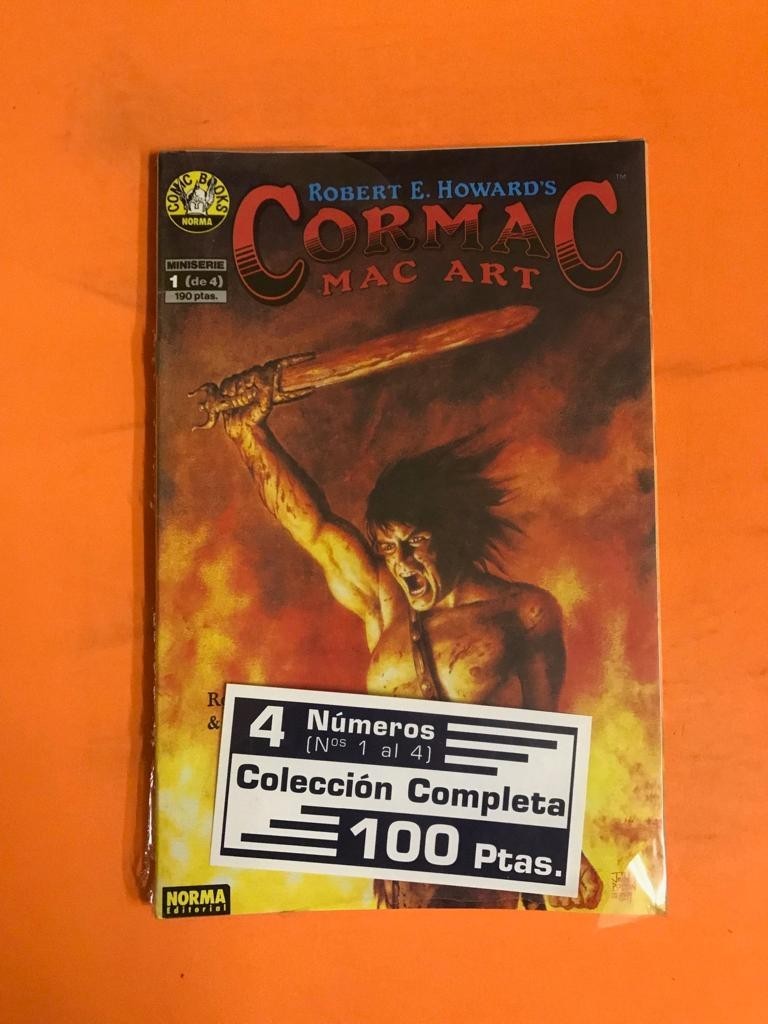 COMIC BOOKS
NORMA
ROBERT E. HOWARD'S
CORMAC
TM
MAC ART
MINISERIE
1 (de 4)
190 ptas.
&
4 Números
(Nos 1 al 4)
Colección Completa
100 Ptas.
NORMA
Editorial